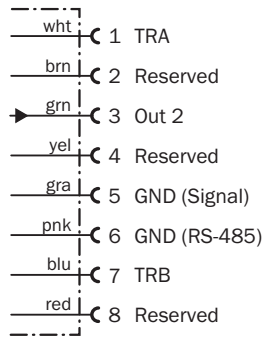 wht 1 TRA
brn 2 Reserved
grn 3 Out 2
yel 4 Reserved
gra 5 GND (Signal)
pnk 6 GND (RS-485)
blu 7 TRB
red 8 Reserved